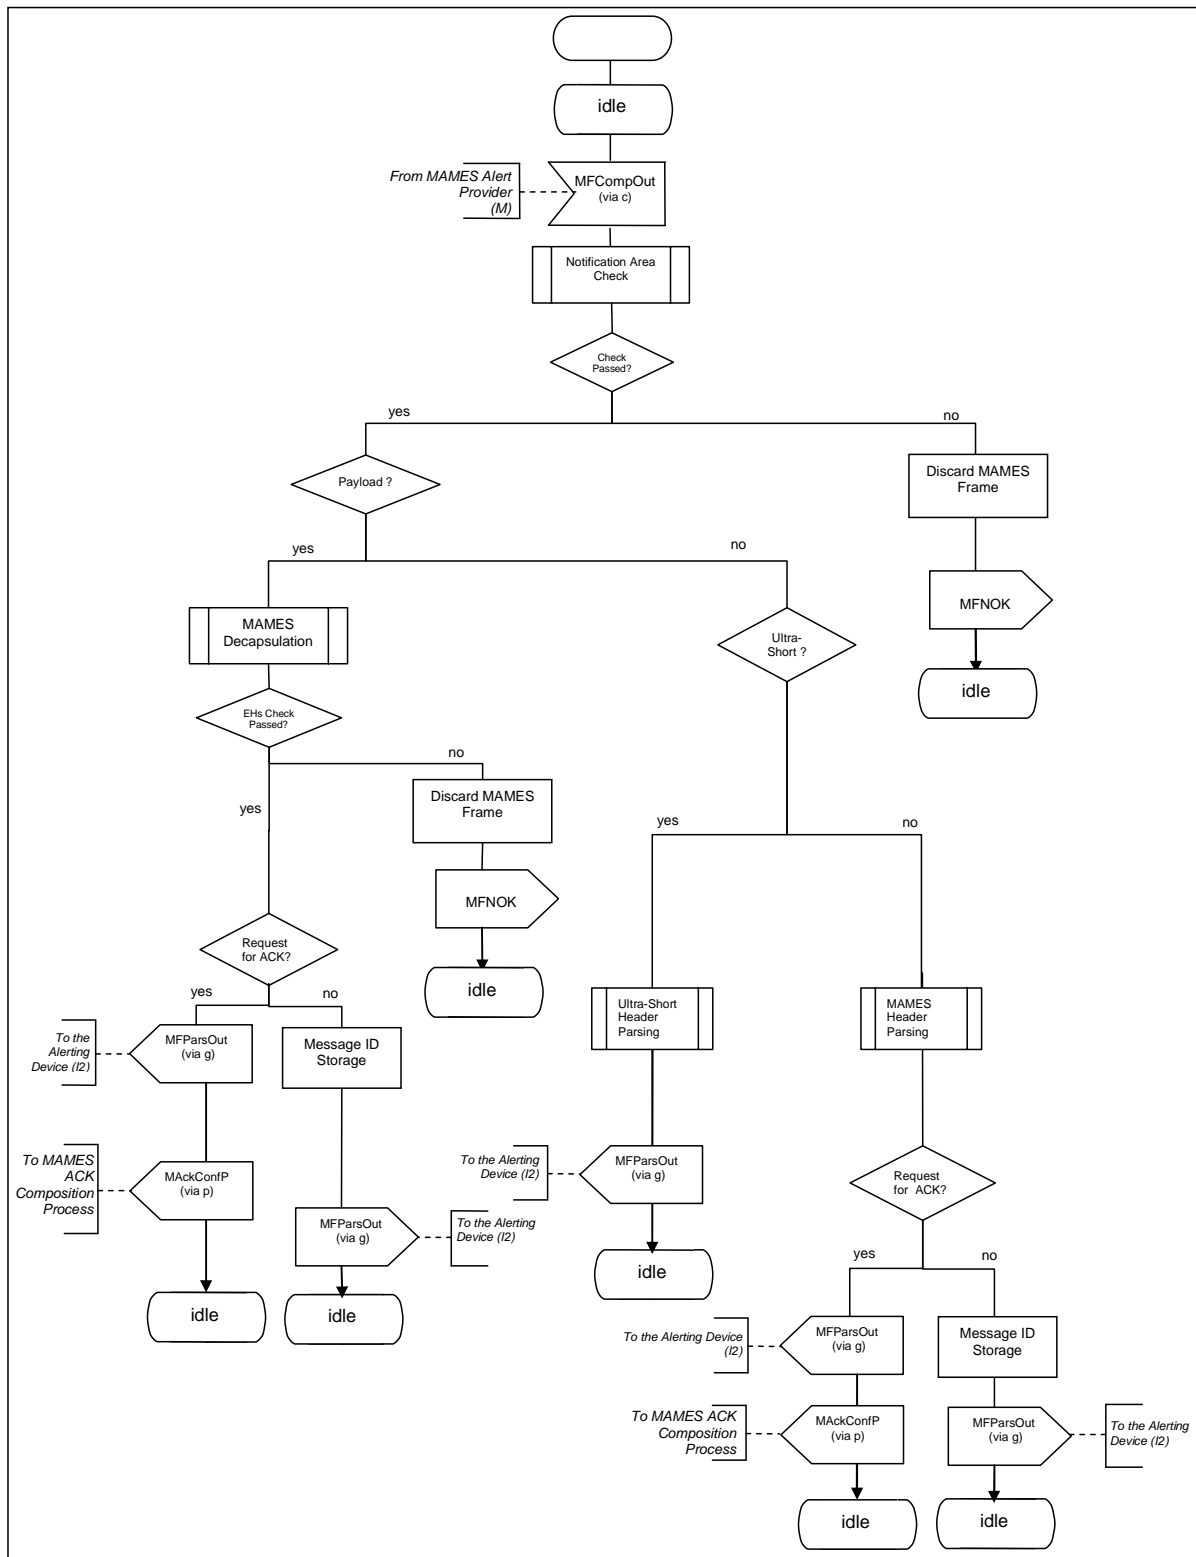 idle
From MAMES Alert
Provider
(M)
MFCompOut
(via c)
Notification Area
Check
Check
Passed?
yes
no
Payload ?
Discard MAMES
Frame
yes
no
MFNOK
MAMES
Decapsulation
Ultra-
Short ?
idle
EHs Check
Passed?
no
yes
Discard MAMES
Frame
yes
no
MFNOK
Request
for ACK?
idle
yes
no
Ultra-Short
Header
Parsing
MAMES
Header
Parsing
To the
Alerting
Device (I2)
MFParsOut
(via g)
Message ID
Storage
To MAMES
ACK
Composition
Process
MAckConfP
(via p)
To the Alerting
Device (I2)
MFParsOut
(via g)
Request
for ACK?
MFParsOut
(via g)
To the Alerting
Device (I2)
yes
no
idle
idle
idle
To the Alerting Device
(I2)
MFParsOut
(via g)
Message ID
Storage
To MAMES ACK
Composition
Process
MAckConfP
(via p)
MFParsOut
(via g)
To the Alerting
Device (I2)
idle
idle